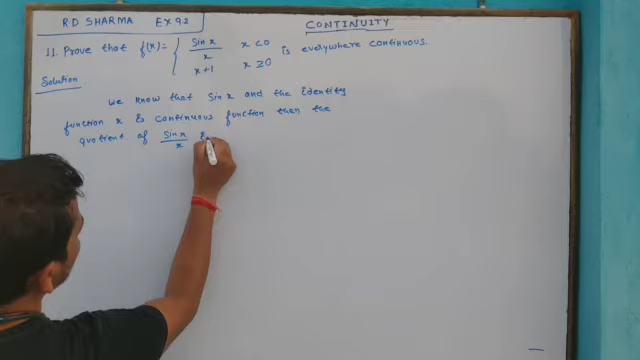 RD SHARMA EX 9.2
CONTINUITY
11. Prove that f(x) = { sin x / x x < 0
x+1 x ≥ 0 is everywhere continuous.
Solution
We know that sin x and the identity
function x is continuous function then the
quotient of sin x / x